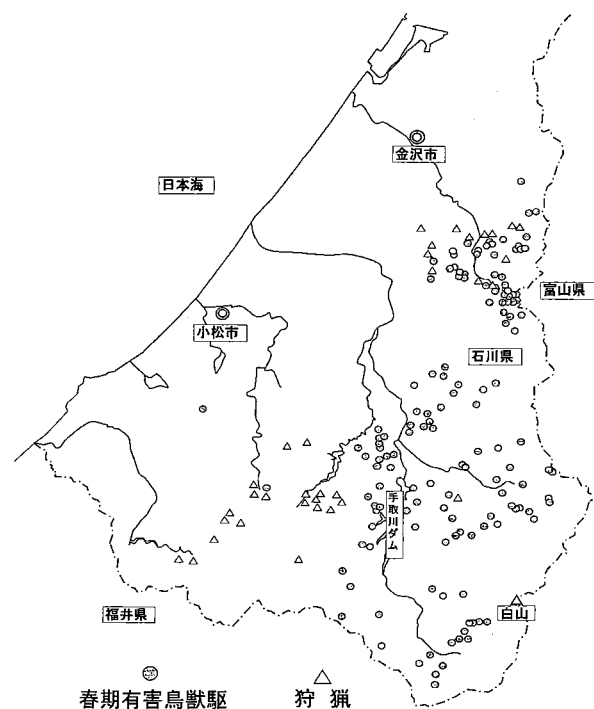 金沢市
日本海
富山県
小松市
石川県
手取川ダム
福井県
白山
春期有害鳥獣駆
狩猟